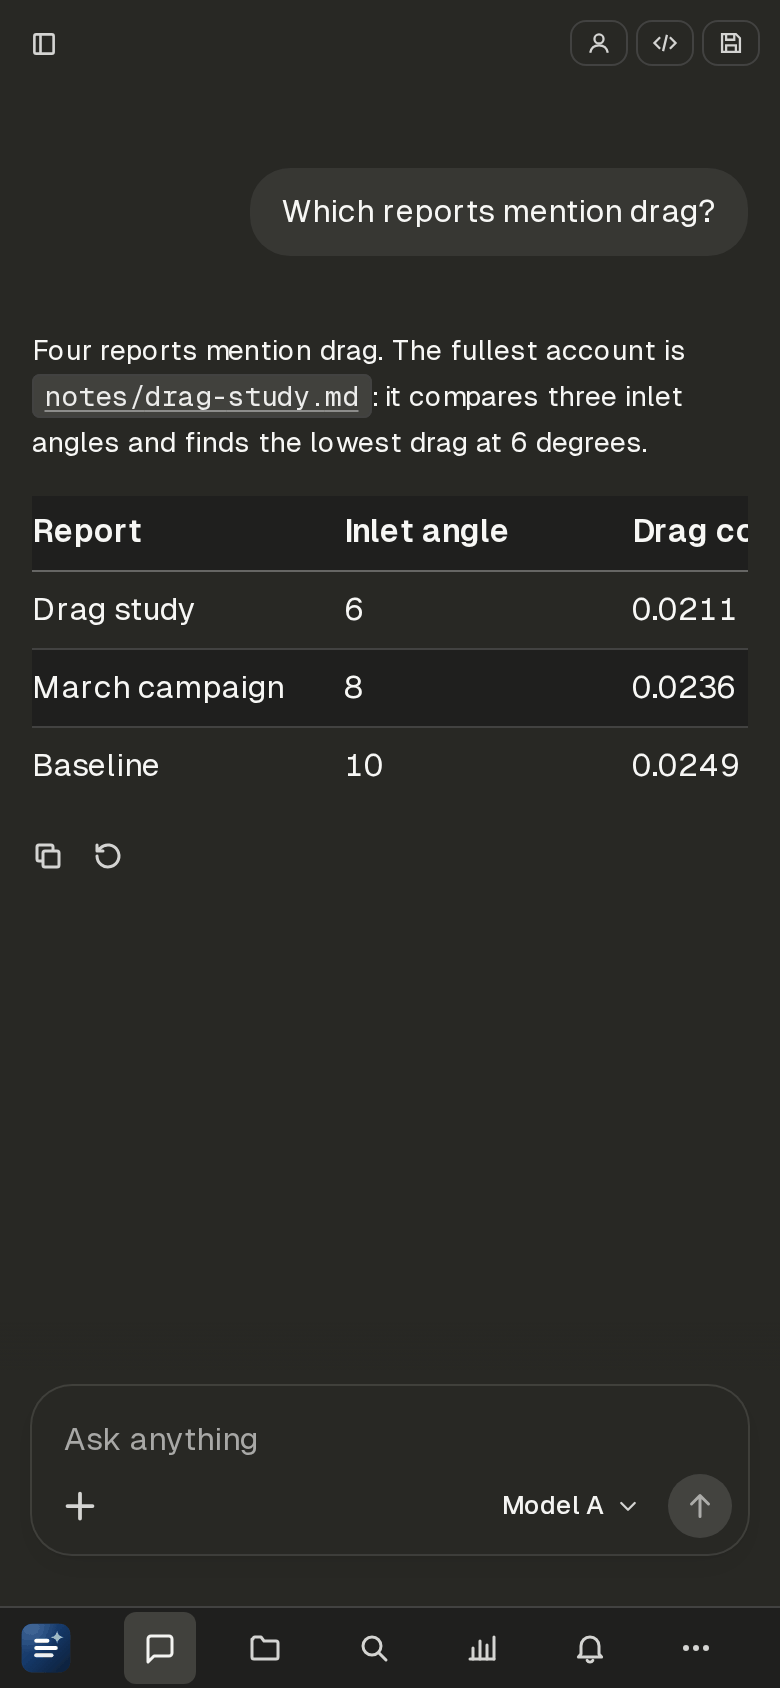 Which reports mention drag?
Four reports mention drag. The fullest account is
notes/drag-study.md: it compares three inlet
angles and finds the lowest drag at 6 degrees.
Report Inlet angle Drag co
Drag study 6 0.0211
March campaign 8 0.0236
Baseline 10 0.0249
Ask anything
Model A